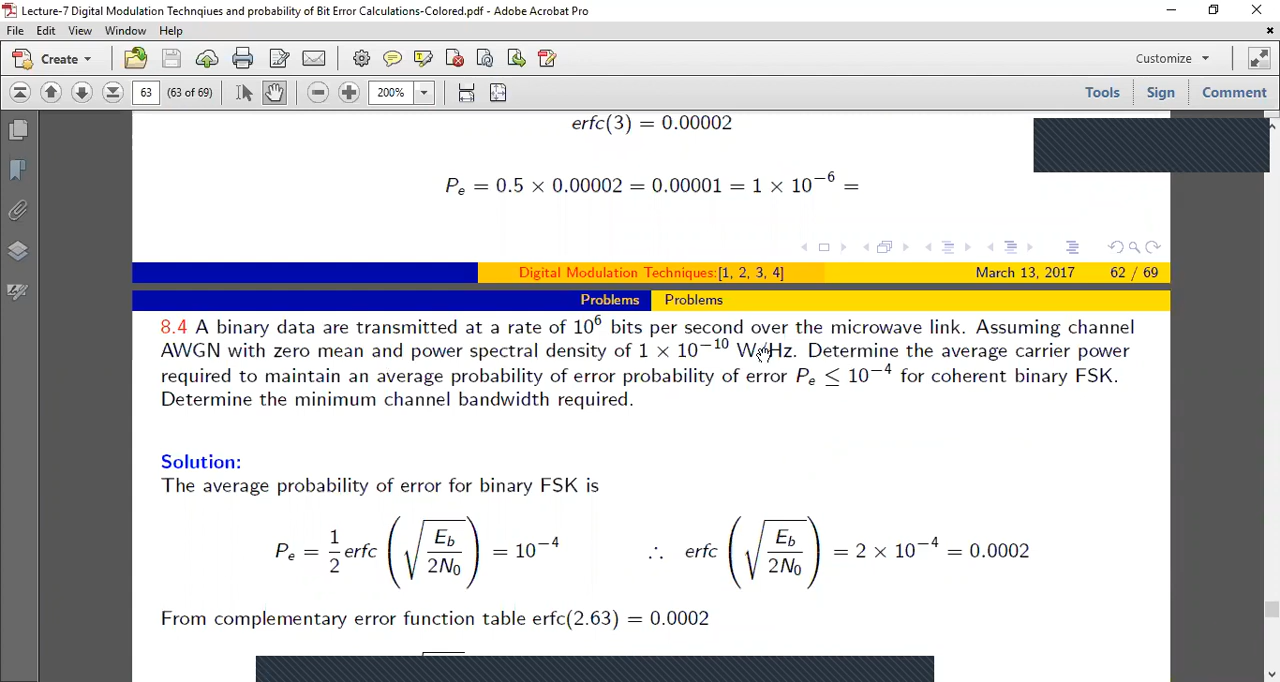 Lecture-7 Digital Modulation Technqiues and probability of Bit Error Calculations-Colored.pdf - Adobe Acrobat Pro
File Edit View Window Help
Create Customize
63 (63 of 69) 200% Tools Sign Comment
erfc(3) = 0.00002
Pₑ = 0.5 × 0.00002 = 0.00001 = 1 × 10⁻⁶ =
Digital Modulation Techniques:[1, 2, 3, 4] March 13, 2017 62 / 69
Problems Problems
8.4 A binary data are transmitted at a rate of 10⁶ bits per second over the microwave link. Assuming channel
AWGN with zero mean and power spectral density of 1 × 10⁻¹⁰ W/Hz. Determine the average carrier power
required to maintain an average probability of error probability of error Pₑ ≤ 10⁻⁴ for coherent binary FSK.
Determine the minimum channel bandwidth required.
Solution:
The average probability of error for binary FSK is
Pₑ = 1/2 erfc (√(E_b/2N₀)) = 10⁻⁴ ∴ erfc (√(E_b/2N₀)) = 2 × 10⁻⁴ = 0.0002
From complementary error function table erfc(2.63) = 0.0002